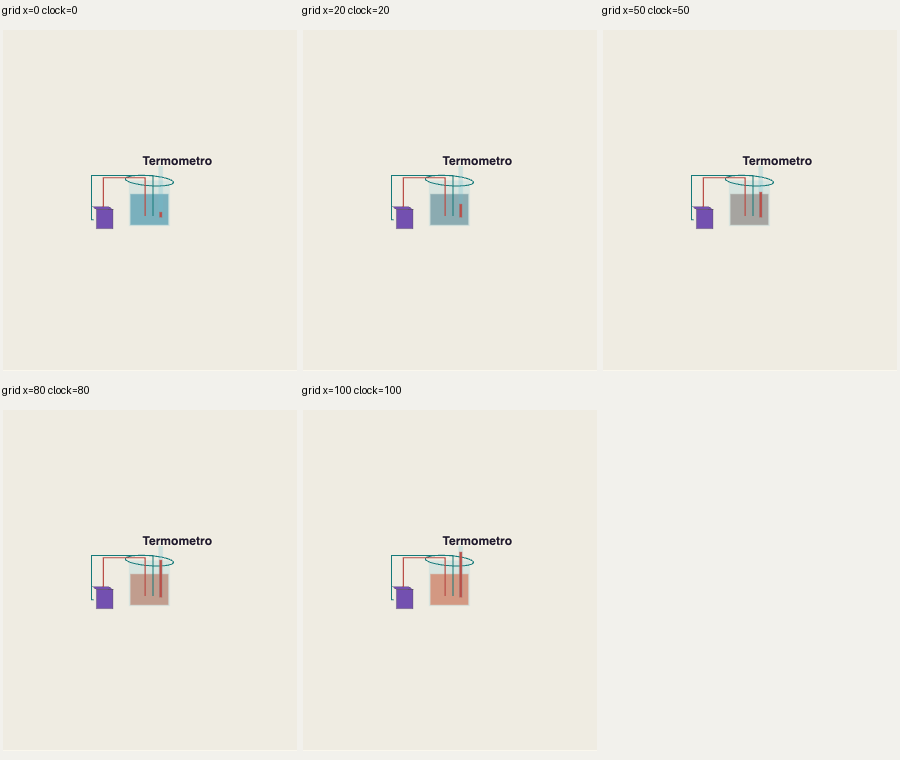 grid x=0 clock=0
Termometro
grid x=20 clock=20
Termometro
grid x=50 clock=50
Termometro
grid x=80 clock=80
Termometro
grid x=100 clock=100
Termometro